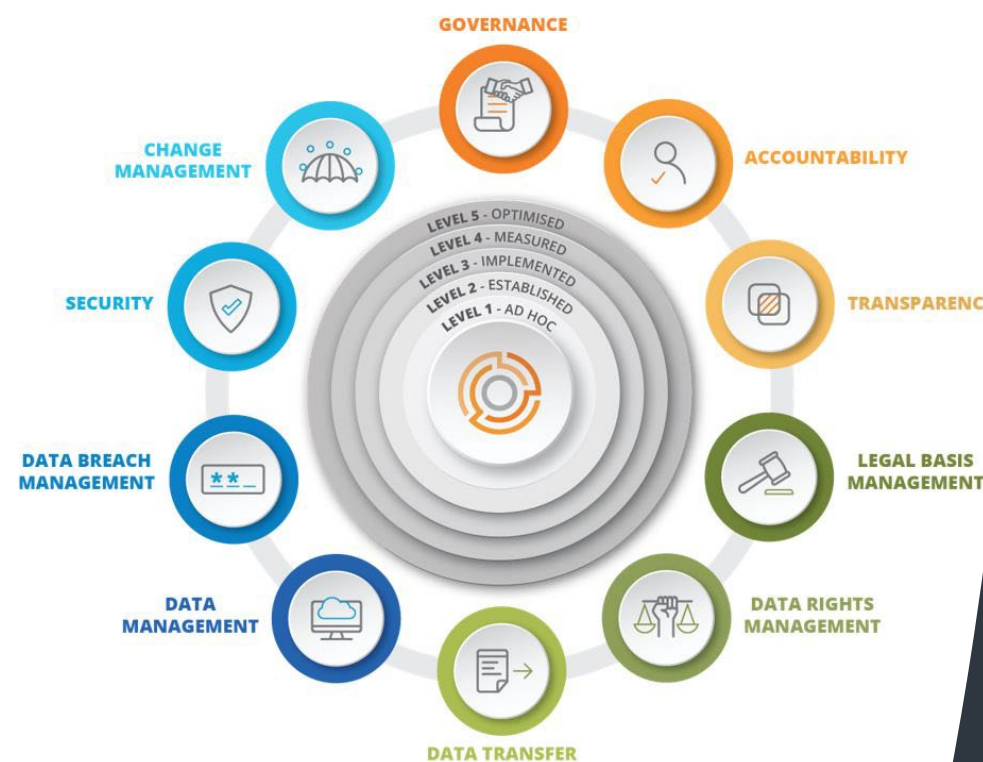 GOVERNANCE
ACCOUNTABILITY
TRANSPARENC
LEGAL BASIS
MANAGEMENT
DATA RIGHTS
MANAGEMENT
DATA TRANSFER
DATA
MANAGEMENT
DATA BREACH
MANAGEMENT
SECURITY
CHANGE
MANAGEMENT
LEVEL 5 - OPTIMISED
LEVEL 4 - MEASURED
LEVEL 3 - IMPLEMENTED
LEVEL 2 - ESTABLISHED
LEVEL 1 - AD HOC
**_